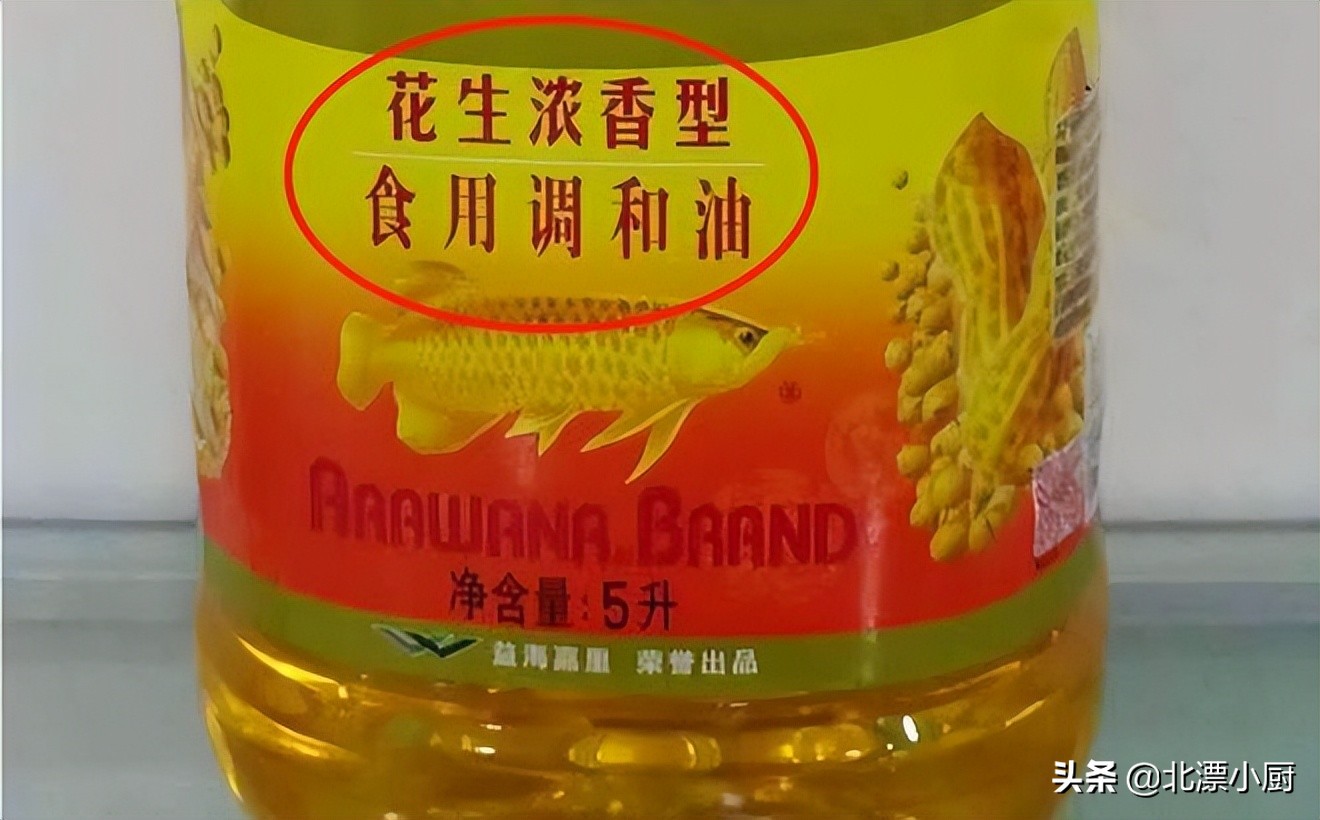 花生浓香型
食用调和油
ARAWANA BRAND
净含量:5升
益海嘉里 荣誉出品
头条 @北漂小厨